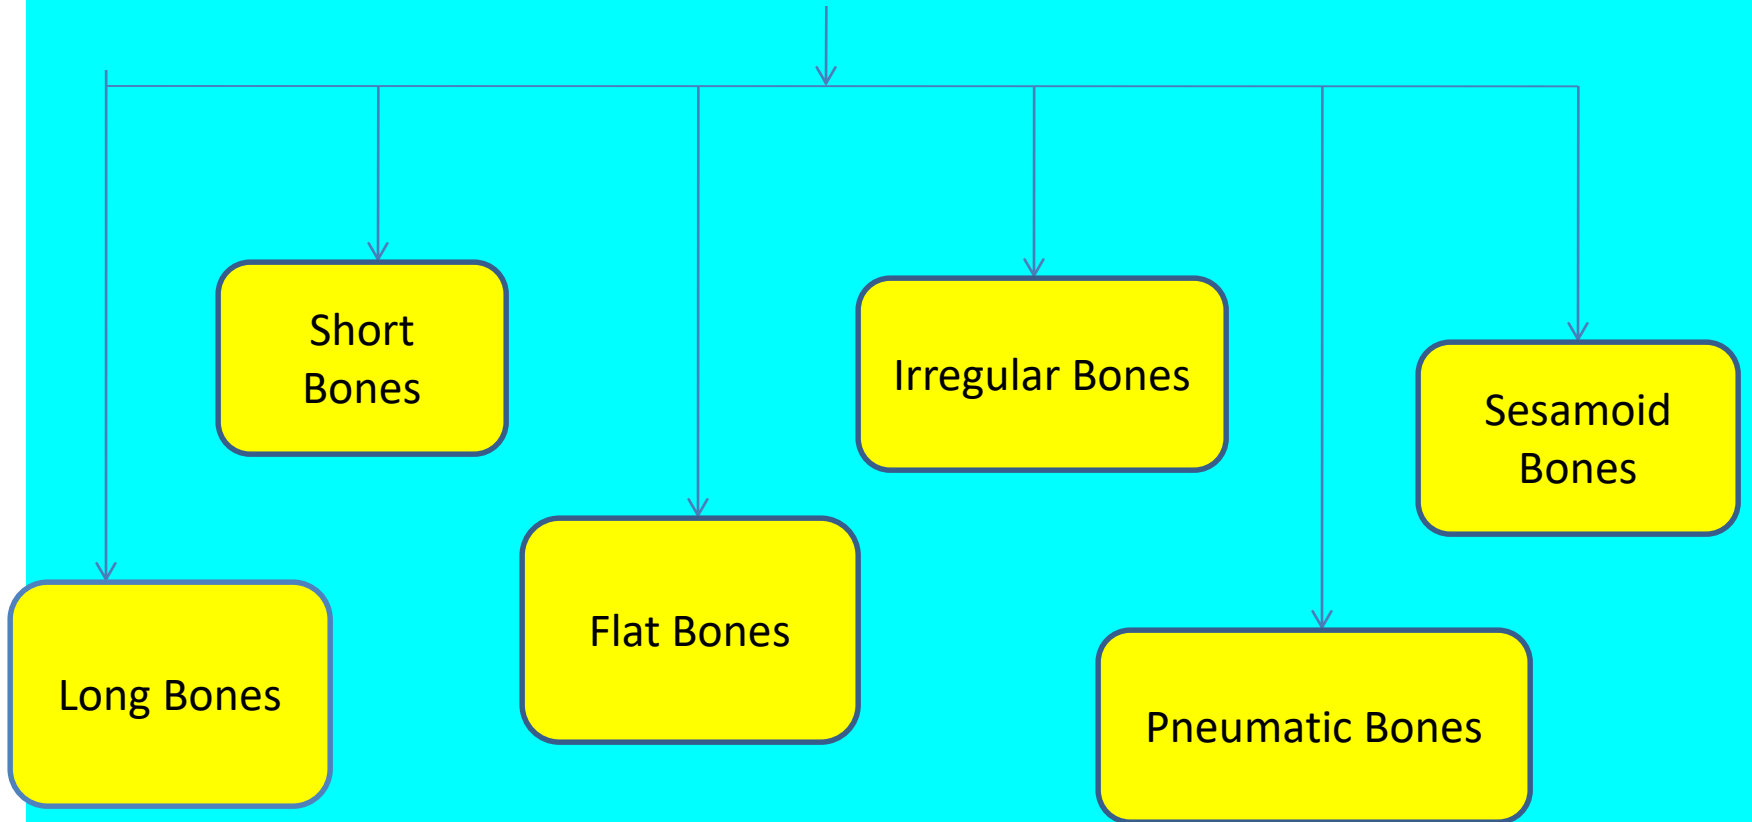 Short
Bones
Irregular Bones
Sesamoid
Bones
Flat Bones
Long Bones
Pneumatic Bones